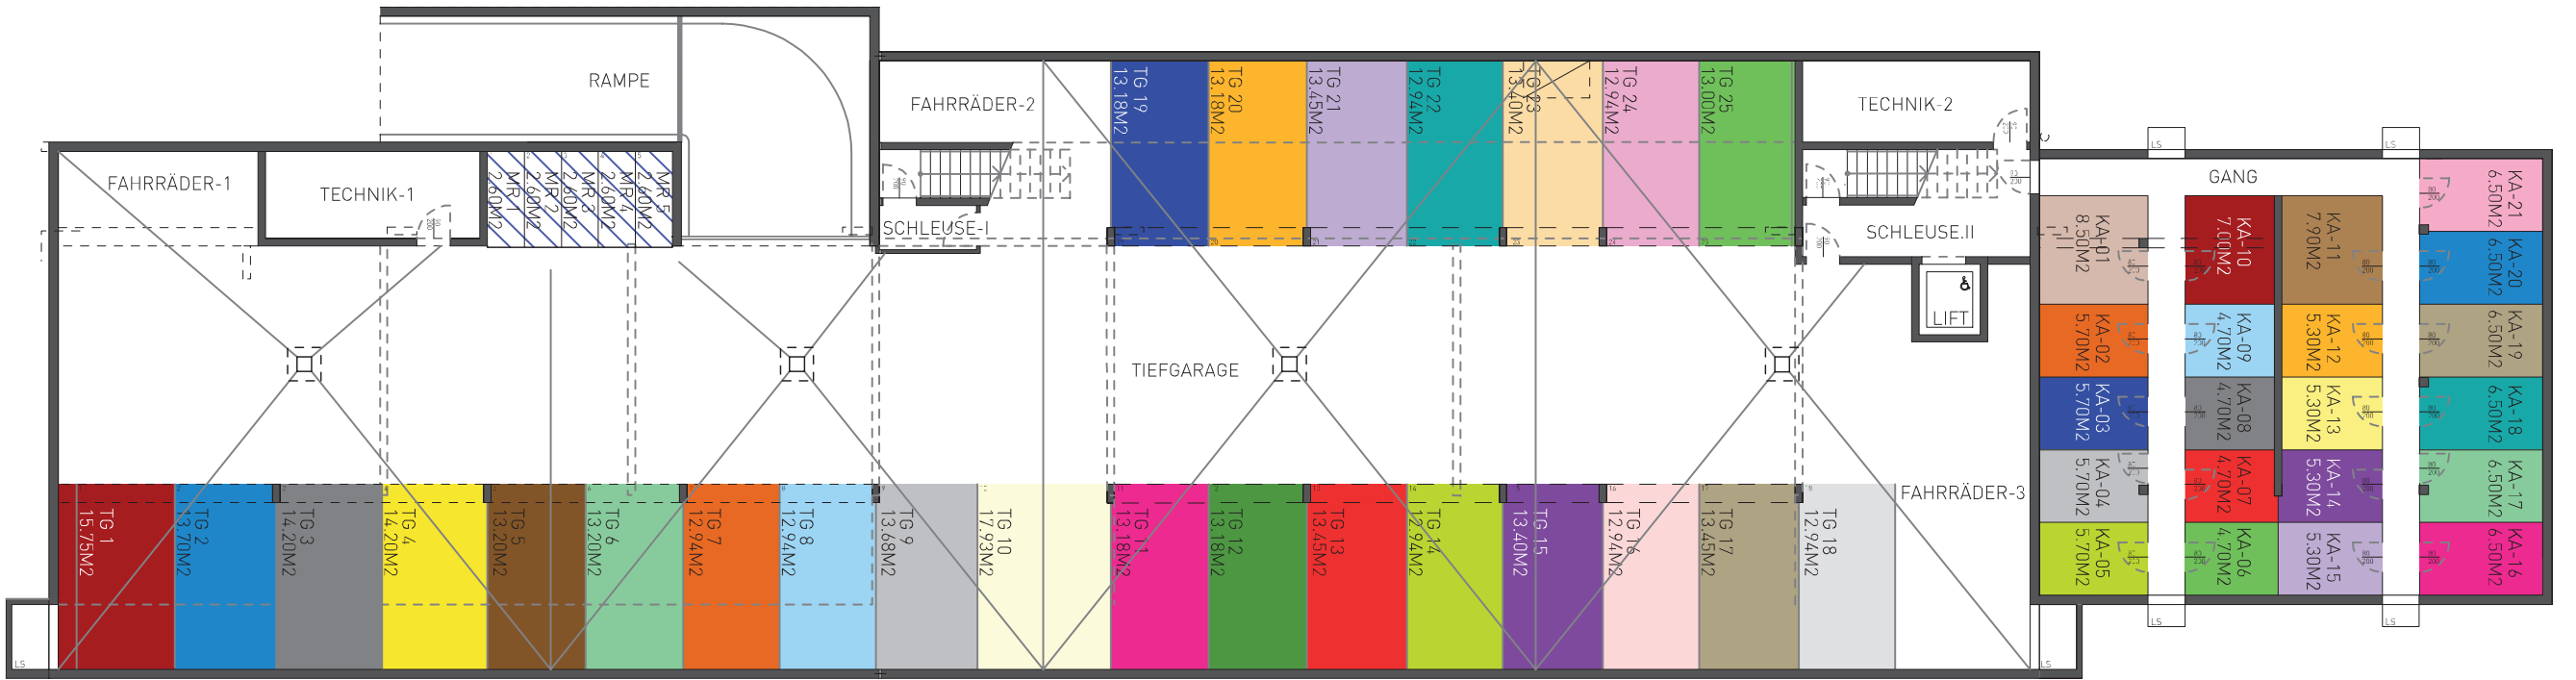 RAMPE
FAHRRÄDER-1
TECHNIK-1
MR 1
2.60M2
MR 2
2.60M2
MR 3
2.60M2
MR 4
2.60M2
MR 5
2.60M2
FAHRRÄDER-2
SCHLEUSE-I
TG 19
13.18M2
TG 20
13.18M2
TG 21
13.45M2
TG 22
12.94M2
TG 23
13.40M2
TG 24
12.94M2
TG 25
13.00M2
TECHNIK-2
SCHLEUSE.II
LIFT
TIEFGARAGE
TG 1
15.75M2
TG 2
13.70M2
TG 3
14.20M2
TG 4
14.20M2
TG 5
13.20M2
TG 6
13.20M2
TG 7
12.94M2
TG 8
12.94M2
TG 9
13.68M2
TG 10
17.93M2
TG 11
13.18M2
TG 12
13.18M2
TG 13
13.45M2
TG 14
12.94M2
TG 15
13.40M2
TG 16
12.94M2
TG 17
13.45M2
TG 18
12.94M2
FAHRRÄDER-3
LS
LS
LS
LS
GANG
KA-01
8.50M2
KA-02
5.70M2
KA-03
5.70M2
KA-04
5.70M2
KA-05
5.70M2
KA-10
7.00M2
KA-09
4.70M2
KA-08
4.70M2
KA-07
4.70M2
KA-06
4.70M2
KA-11
7.90M2
KA-12
5.30M2
KA-13
5.30M2
KA-14
5.30M2
KA-15
5.30M2
KA-21
6.50M2
KA-20
6.50M2
KA-19
6.50M2
KA-18
6.50M2
KA-17
6.50M2
KA-16
6.50M2
LS
LS